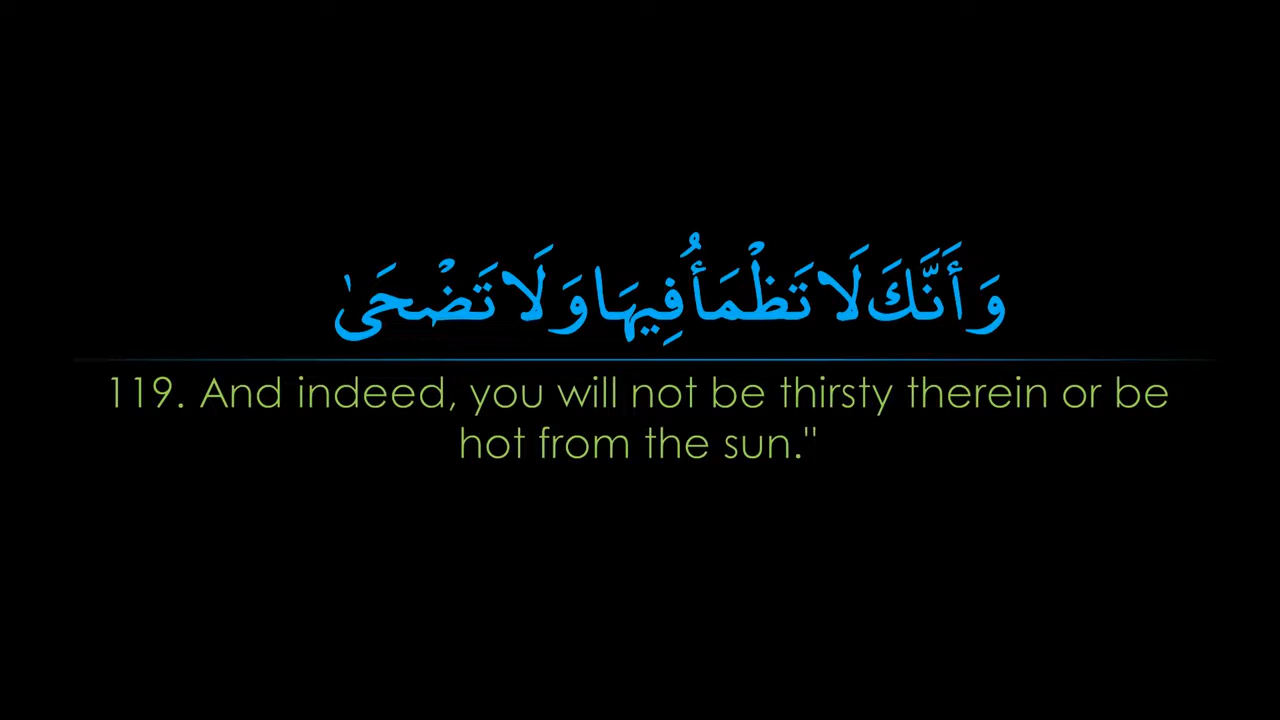 وَأَنَّكَ لَا تَظْمَأُ فِيهَا وَلَا تَضْحَىٰ
119. And indeed, you will not be thirsty therein or be
hot from the sun."